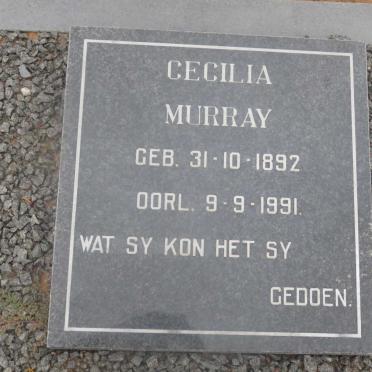 CECILIA
MURRAY
GEB. 31-10-1892
OORL. 9-9-1991.
WAT SY KON HET SY
GEDOEN.